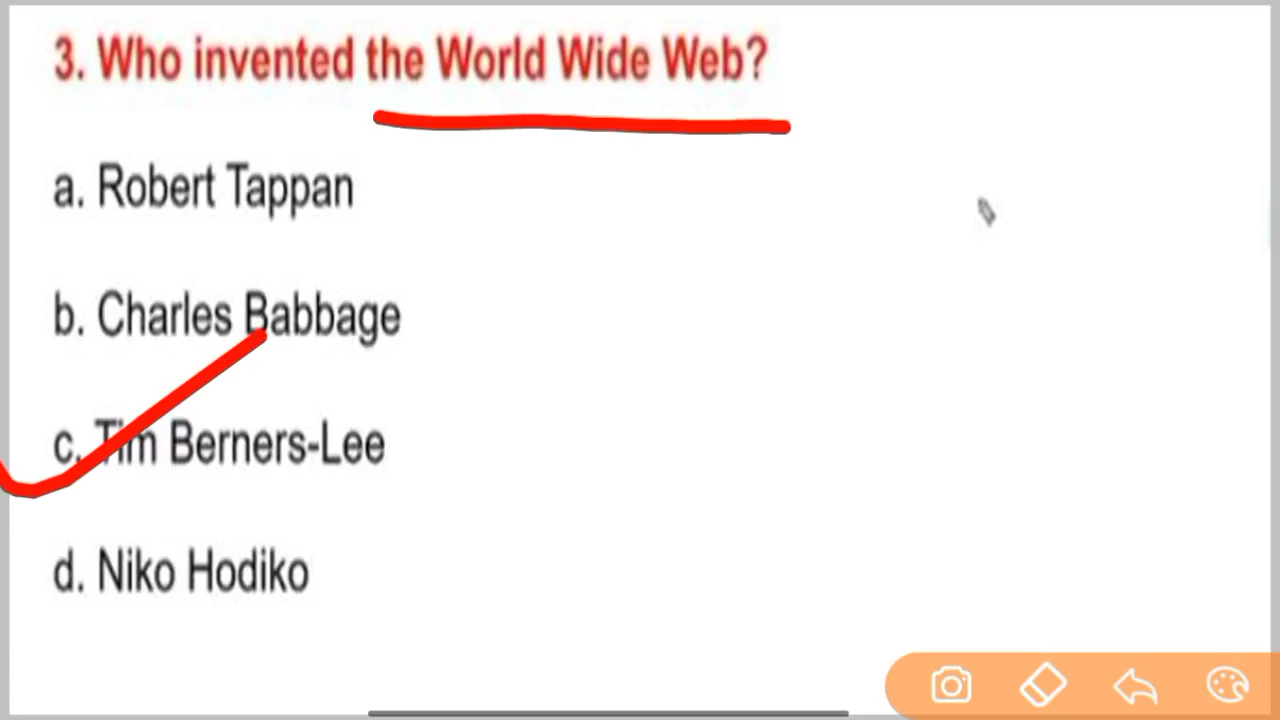 3. Who invented the World Wide Web?
a. Robert Tappan
b. Charles Babbage
c. Tim Berners-Lee
d. Niko Hodiko